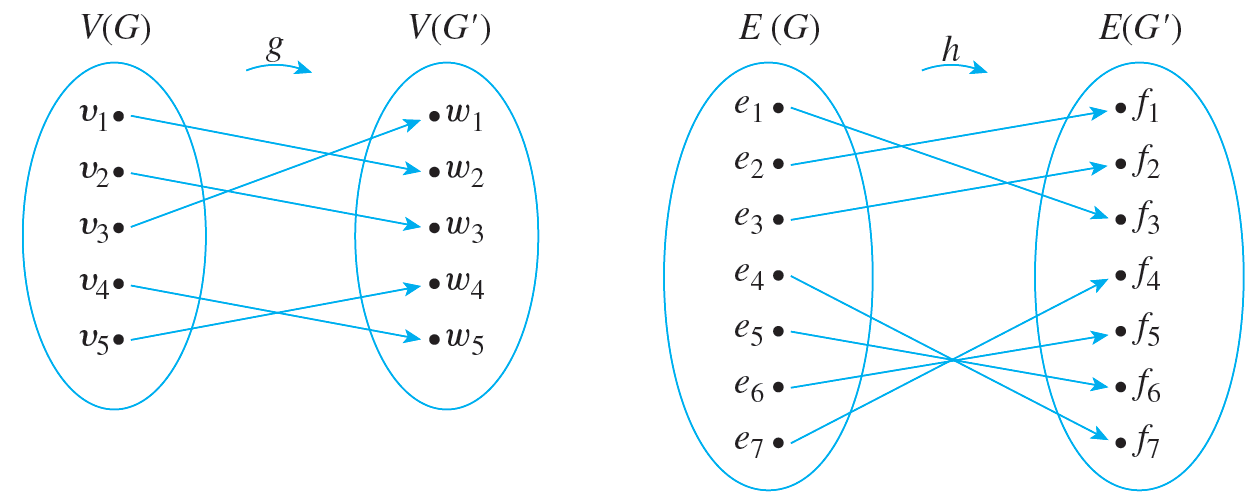 V(G) g V(G′) E (G) h E(G′)
v₁ w₁ e₁ f₁
v₂ w₂ e₂ f₂
v₃ w₃ e₃ f₃
v₄ w₄ e₄ f₄
v₅ w₅ e₅ f₅
e₆ f₆
e₇ f₇